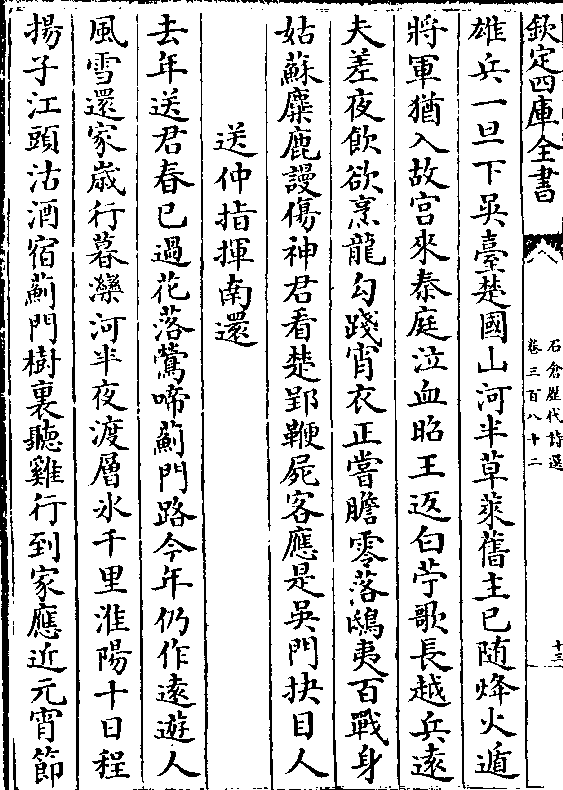 欽定四庫全書
石倉歷代詩選
卷三百八十二
十三
雄兵一旦下吳臺楚國山河半草萊舊主已随烽火遁
將軍猶入故宮來秦庭泣血昭王返白苧歌長越兵遠
夫差夜飲欲烹龍勾踐宵衣正嘗膽零落鴟夷百戰身
姑蘇麋鹿謾傷神君看楚郢鞭屍客應是吳門抉目人
送仲指揮南還
去年送君春已過花落鶯啼薊門路今年仍作遠遊人
風雪還家嵗行暮灤河半夜渡層氷千里淮陽十日程
揚子江頭沽酒宿薊門樹裏聽雞行到家應近元宵節